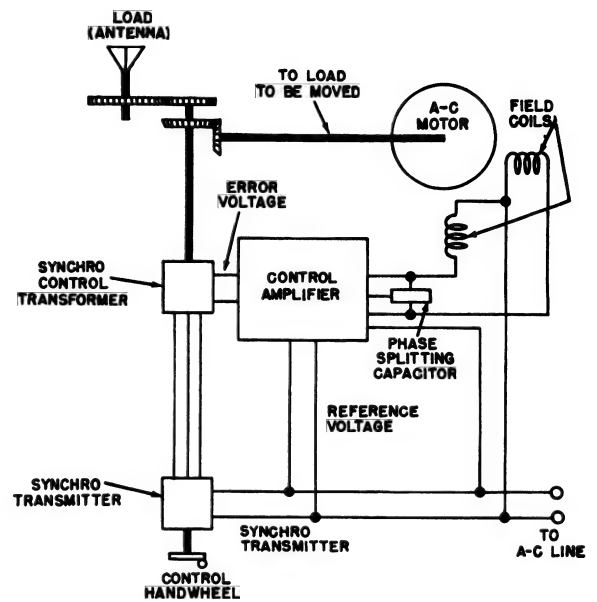 LOAD
(ANTENNA)
TO LOAD
TO BE MOVED
A-C
MOTOR
FIELD
COILS
ERROR
VOLTAGE
SYNCHRO
CONTROL
TRANSFORMER
CONTROL
AMPLIFIER
PHASE
SPLITTING
CAPACITOR
REFERENCE
VOLTAGE
SYNCHRO
TRANSMITTER
SYNCHRO
TRANSMITTER
TO
A-C LINE
CONTROL
HANDWHEEL